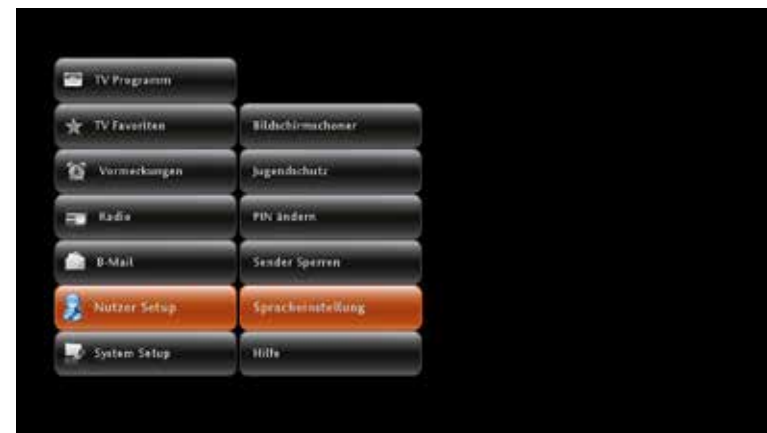 TV Programm
TV Favoriten
Bildschirmschoner
Vormerkungen
Jugendschutz
Radio
PIN ändern
B-Mail
Sender Sperren
Nutzer Setup
Spracheinstellung
System Setup
Hilfe